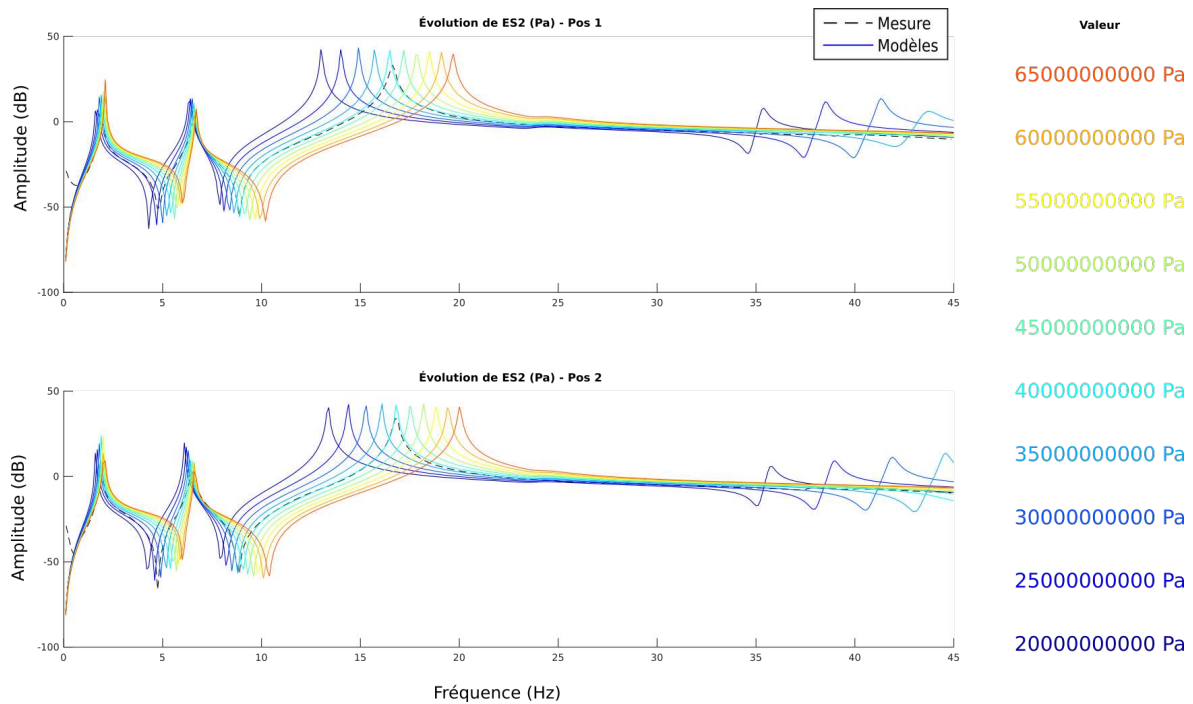 Évolution de ES2 (Pa) - Pos 1
Mesure
Modèles
Amplitude (dB)
50
0
-50
-100
0 5 10 15 20 25 30 35 40 45
Évolution de ES2 (Pa) - Pos 2
Amplitude (dB)
50
0
-50
-100
0 5 10 15 20 25 30 35 40 45
Fréquence (Hz)
Valeur
65000000000 Pa
60000000000 Pa
55000000000 Pa
50000000000 Pa
45000000000 Pa
40000000000 Pa
35000000000 Pa
30000000000 Pa
25000000000 Pa
20000000000 Pa